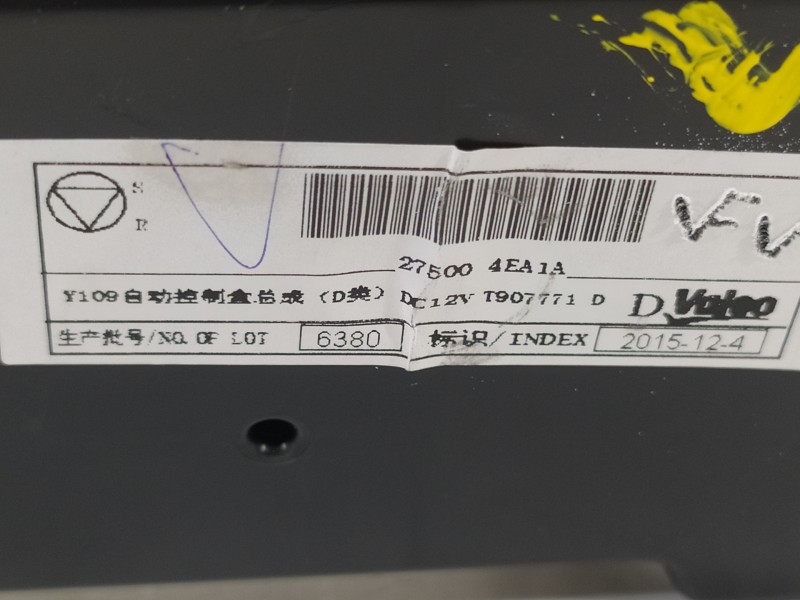 S
R
27500 4EA1A
Y109自动控制盒总成 (D类) DC12V T907771 D D Valeo
生产批号/NO. OF LOT 6380 标识/INDEX 2015-12-4